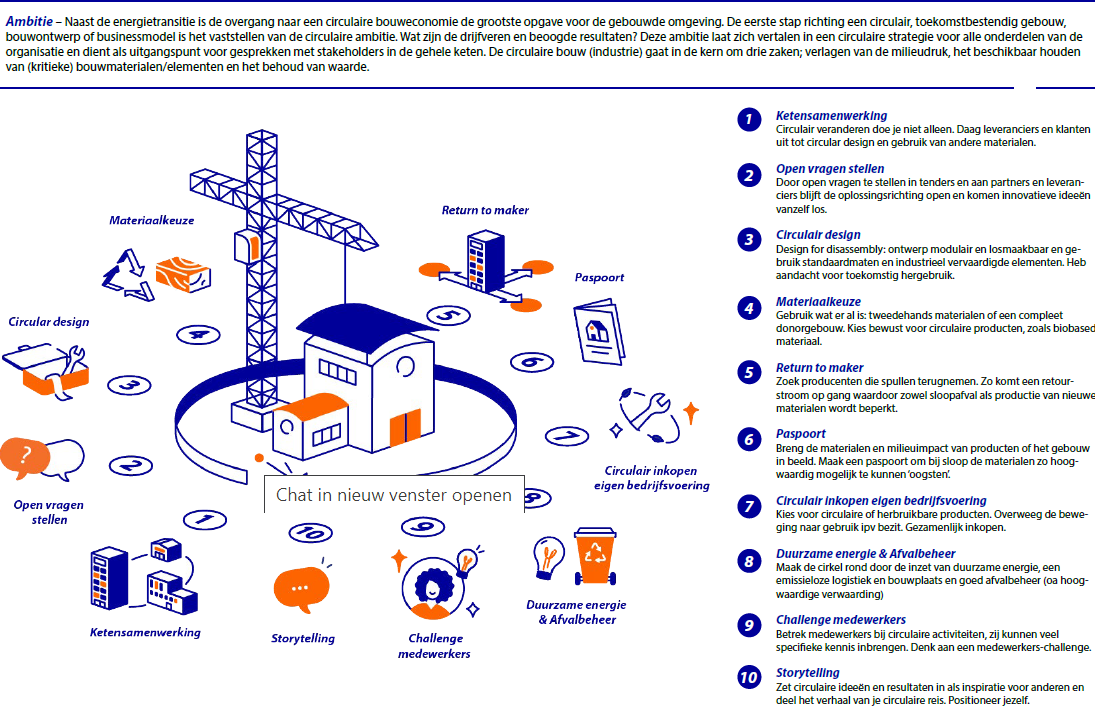 Ambitie – Naast de energietransitie is de overgang naar een circulaire bouweconomie de grootste opgave voor de gebouwde omgeving. De eerste stap richting een circulair, toekomstbestendig gebouw,
bouwontwerp of businessmodel is het vaststellen van de circulaire ambitie. Wat zijn de drijfveren en beoogde resultaten? Deze ambitie laat zich vertalen in een circulaire strategie voor alle onderdelen van de
organisatie en dient als uitgangspunt voor gesprekken met stakeholders in de gehele keten. De circulaire bouw (industrie) gaat in de kern om drie zaken; verlagen van de milieudruk, het beschikbaar houden
van (kritieke) bouwmaterialen/elementen en het behoud van waarde.
Materiaalkeuze
4
Return to maker
5
Paspoort
6
Circular design
3
?
2
Open vragen
stellen
7
Circulair inkopen
eigen bedrijfsvoering
Chat in nieuw venster openen
8
1
10
9
Ketensamenwerking
Storytelling
Challenge
medewerkers
Duurzame energie
& Afvalbeheer
1 Ketensamenwerking
Circulair veranderen doe je niet alleen. Daag leveranciers en klanten
uit tot circular design en gebruik van andere materialen.
2 Open vragen stellen
Door open vragen te stellen in tenders en aan partners en leveran-
ciers blijft de oplossingsrichting open en komen innovatieve ideeën
vanzelf los.
3 Circulair design
Design for disassembly: ontwerp modulair en losmaakbaar en ge-
bruik standaardmaten en industrieel vervaardigde elementen. Heb
aandacht voor toekomstig hergebruik.
4 Materiaalkeuze
Gebruik wat er al is: tweedehands materialen of een compleet
donorgebouw. Kies bewust voor circulaire producten, zoals biobased
materiaal.
5 Return to maker
Zoek producenten die spullen terugnemen. Zo komt een retour-
stroom op gang waardoor zowel sloopafval als productie van nieuwe
materialen wordt beperkt.
6 Paspoort
Breng de materialen en milieuimpact van producten of het gebouw
in beeld. Maak een paspoort om bij sloop de materialen zo hoog-
waardig mogelijk te kunnen ‘oogsten’.
7 Circulair inkopen eigen bedrijfsvoering
Kies voor circulaire of herbruikbare producten. Overweeg de bewe-
ging naar gebruik ipv bezit. Gezamenlijk inkopen.
8 Duurzame energie & Afvalbeheer
Maak de cirkel rond door de inzet van duurzame energie, een
emissieloze logistiek en bouwplaats en goed afvalbeheer (oa hoog-
waardige verwaarding)
9 Challenge medewerkers
Betrek medewerkers bij circulaire activiteiten, zij kunnen veel
specifieke kennis inbrengen. Denk aan een medewerkers-challenge.
10 Storytelling
Zet circulaire ideeën en resultaten in als inspiratie voor anderen en
deel het verhaal van je circulaire reis. Positioneer jezelf.